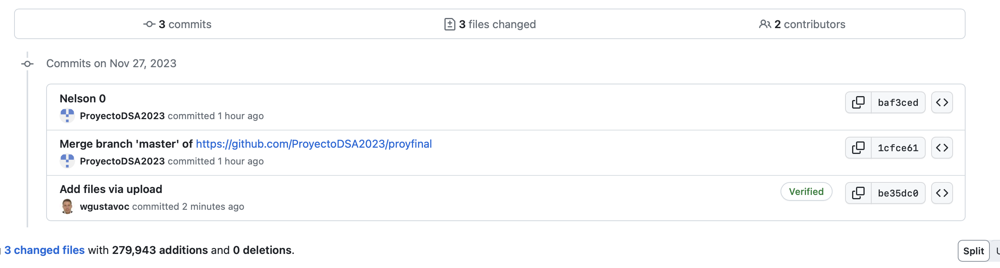 3 commits
3 files changed
2 contributors
Commits on Nov 27, 2023
Nelson 0
baf3ced
ProyectoDSA2023 committed 1 hour ago
Merge branch 'master' of https://github.com/ProyectoDSA2023/proyfinal
1cfce61
ProyectoDSA2023 committed 1 hour ago
Add files via upload
Verified
be35dc0
wgustavoc committed 2 minutes ago
3 changed files with 279,943 additions and 0 deletions.
Split